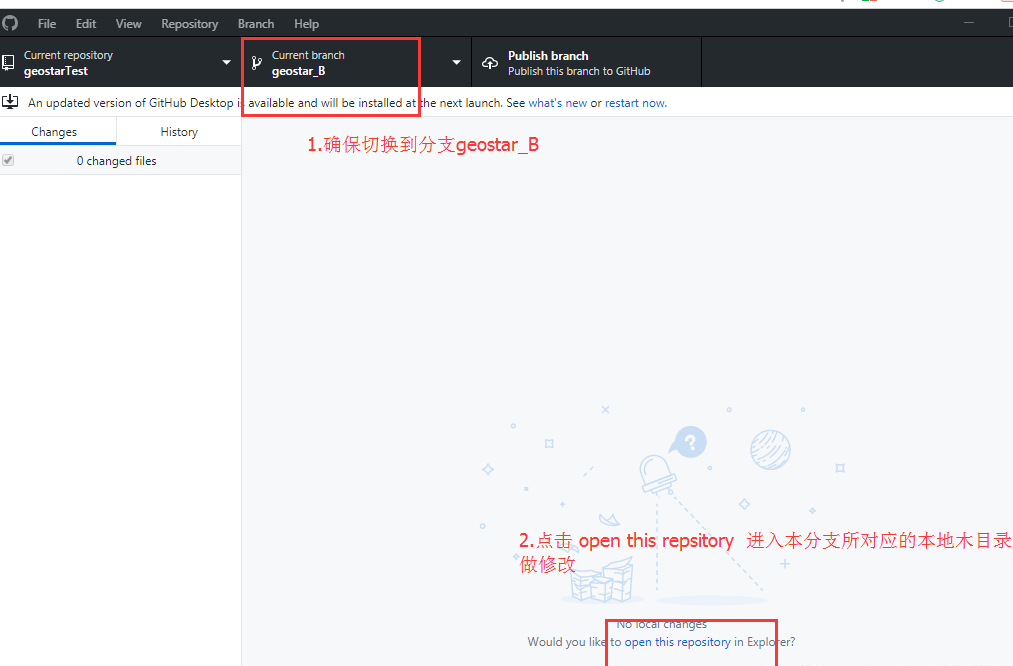 File Edit View Repository Branch Help
Current repository
geostarTest
Current branch
geostar_B
Publish branch
Publish this branch to GitHub
An updated version of GitHub Desktop is available and will be installed at the next launch. See what's new or restart now.
Changes History
0 changed files
1.确保切换到分支geostar_B
?
2.点击 open this repsitory 进入本分支所对应的本地木目录
做修改
No local changes
Would you like to open this repository in Explorer?